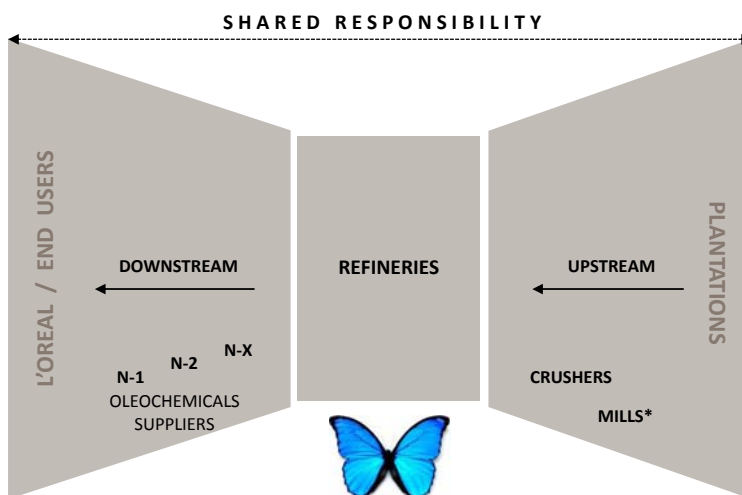 SHARED RESPONSIBILITY
L'OREAL / END USERS
DOWNSTREAM
N-1
N-2
N-X
OLEOCHEMICALS
SUPPLIERS
REFINERIES
UPSTREAM
CRUSHERS
MILLS*
PLANTATIONS